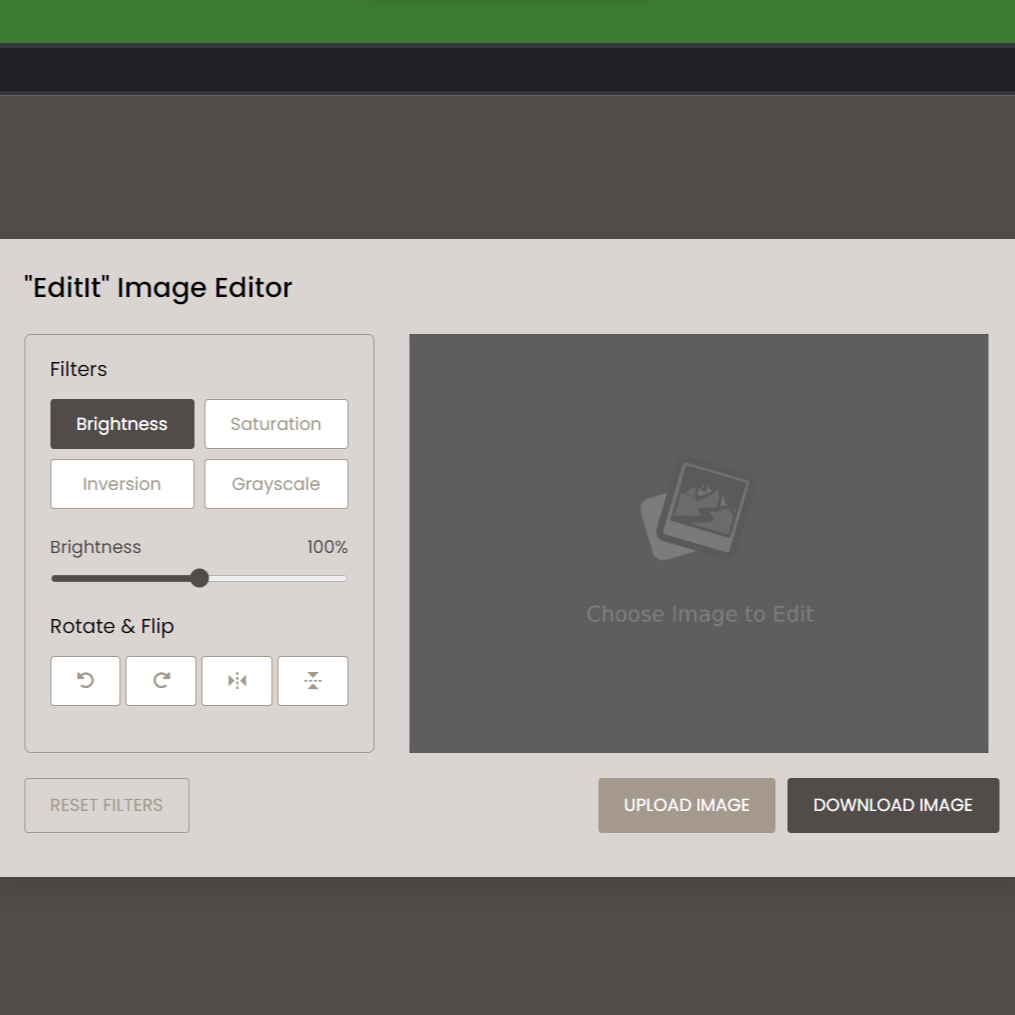 "EditIt" Image Editor
Filters
Brightness Saturation
Inversion Grayscale
Brightness 100%
Rotate & Flip
Choose Image to Edit
RESET FILTERS UPLOAD IMAGE DOWNLOAD IMAGE